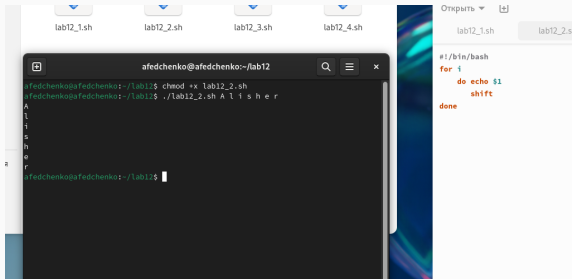 lab12_1.sh lab12_2.sh lab12_3.sh lab12_4.sh
afedchenko@afedchenko:~/lab12
afedchenko@afedchenko:~/lab12$ chmod +x lab12_2.sh
afedchenko@afedchenko:~/lab12$ ./lab12_2.sh A l i s h e r
A
l
i
s
h
e
r
afedchenko@afedchenko:~/lab12$
Открыть
lab12_1.sh lab12_2.s
#!/bin/bash
for i
do echo $1
shift
done